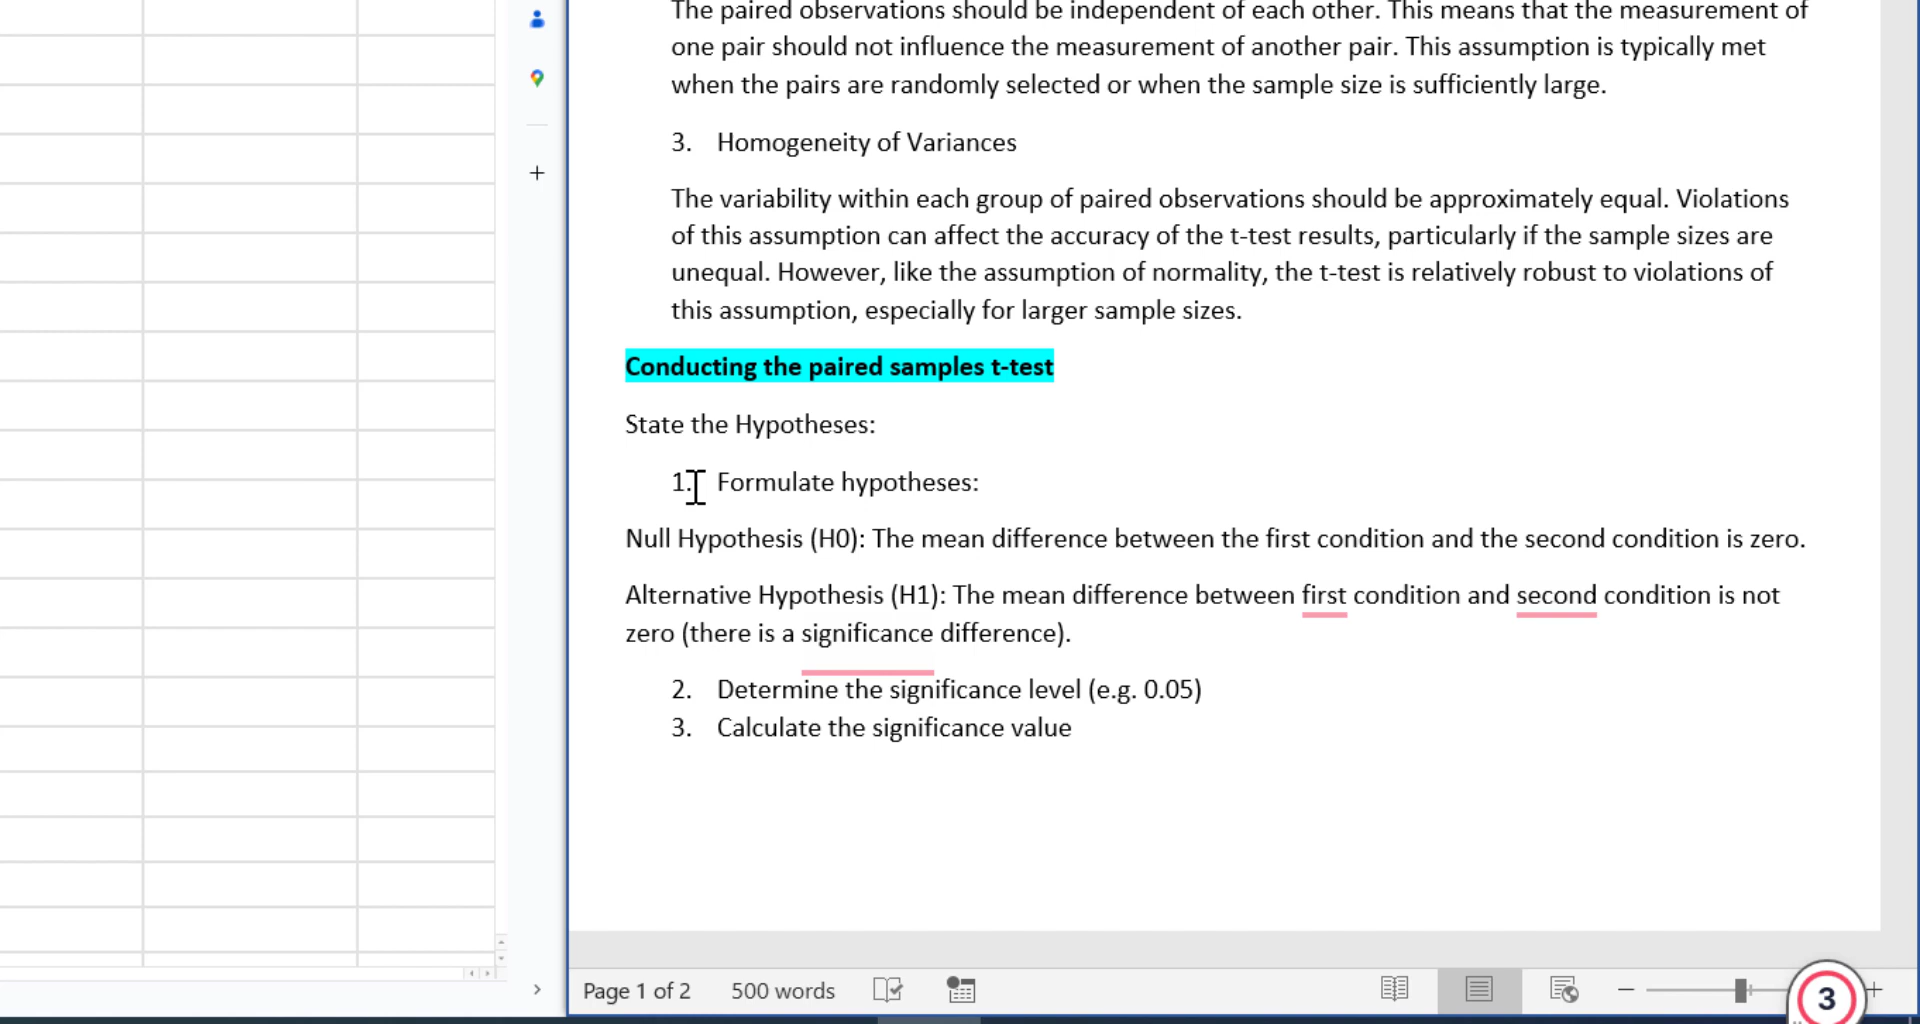 The paired observations should be independent of each other. This means that the measurement of
one pair should not influence the measurement of another pair. This assumption is typically met
when the pairs are randomly selected or when the sample size is sufficiently large.
3. Homogeneity of Variances
The variability within each group of paired observations should be approximately equal. Violations
of this assumption can affect the accuracy of the t-test results, particularly if the sample sizes are
unequal. However, like the assumption of normality, the t-test is relatively robust to violations of
this assumption, especially for larger sample sizes.
Conducting the paired samples t-test
State the Hypotheses:
1. Formulate hypotheses:
Null Hypothesis (H0): The mean difference between the first condition and the second condition is zero.
Alternative Hypothesis (H1): The mean difference between first condition and second condition is not
zero (there is a significance difference).
2. Determine the significance level (e.g. 0.05)
3. Calculate the significance value
Page 1 of 2 500 words
3